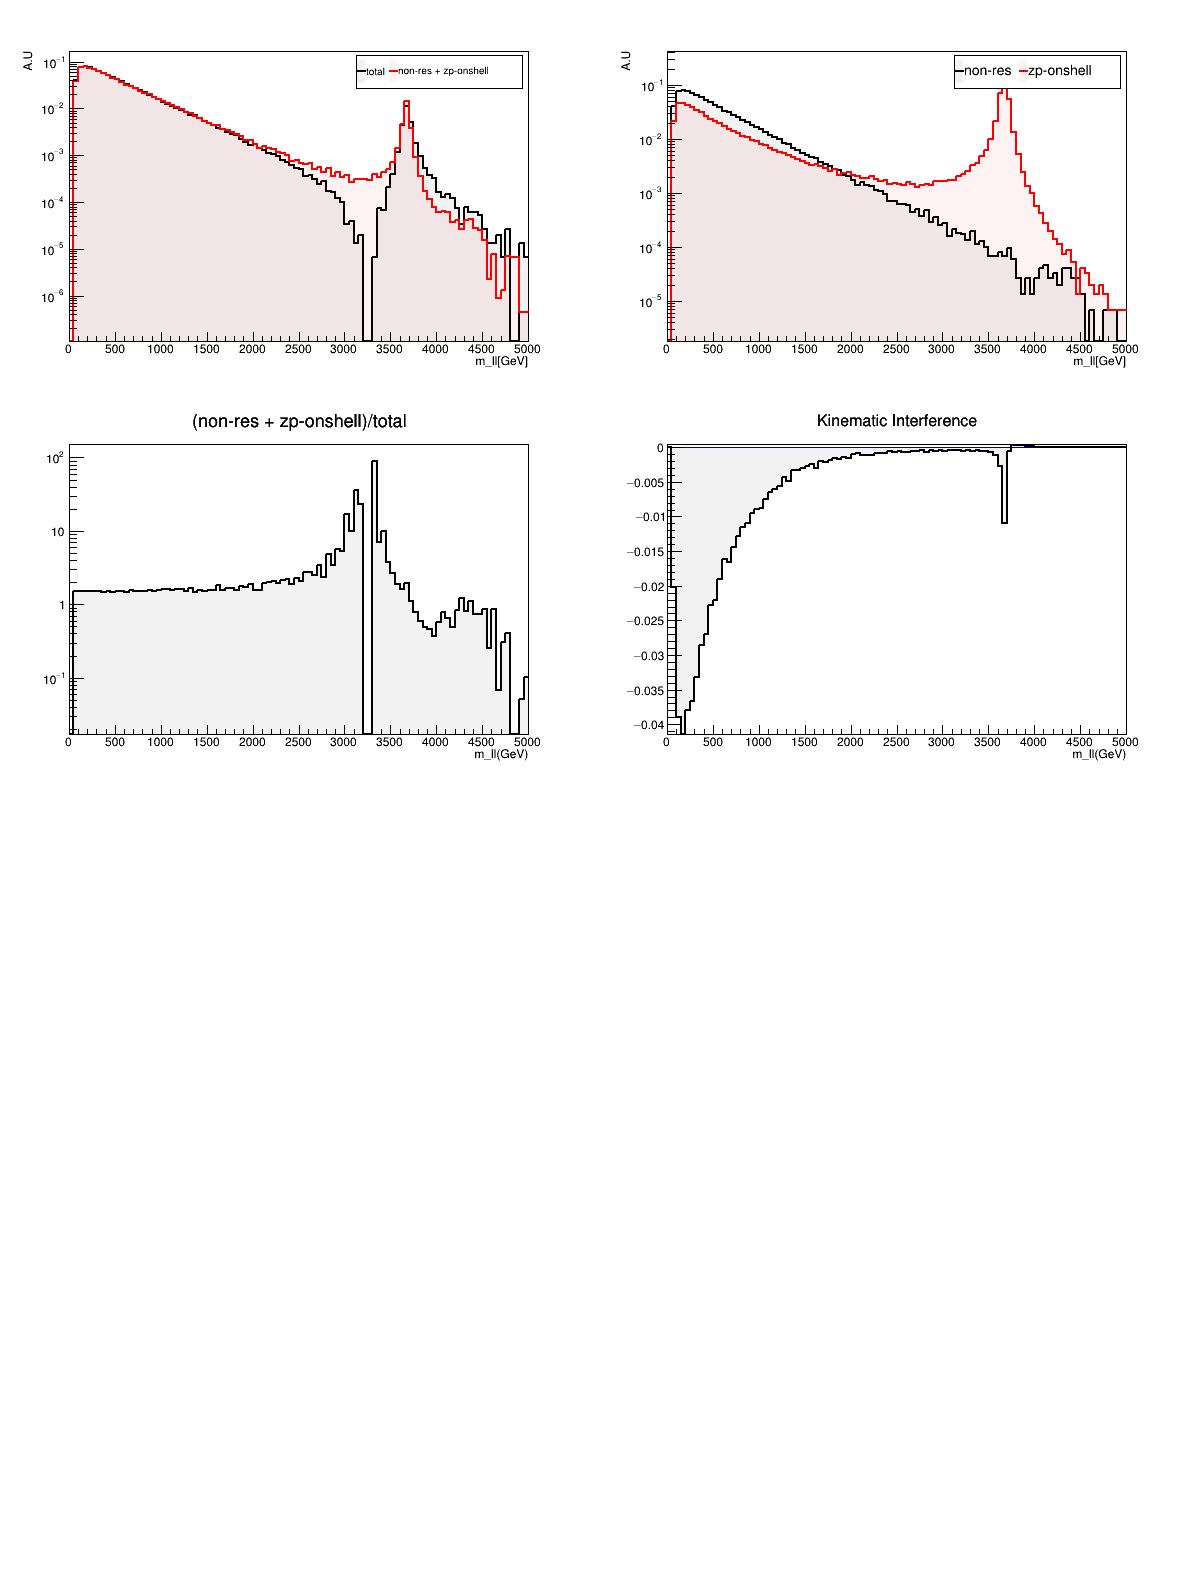 A.U
total non-res + zp-onshell
10⁻¹
10⁻²
10⁻³
10⁻⁴
10⁻⁵
10⁻⁶
0 500 1000 1500 2000 2500 3000 3500 4000 4500 5000
m_ll[GeV]
A.U
non-res zp-onshell
10⁻¹
10⁻²
10⁻³
10⁻⁴
10⁻⁵
0 500 1000 1500 2000 2500 3000 3500 4000 4500 5000
m_ll[GeV]
(non-res + zp-onshell)/total
10²
10
1
10⁻¹
0 500 1000 1500 2000 2500 3000 3500 4000 4500 5000
m_ll(GeV)
Kinematic Interference
0
−0.005
−0.01
−0.015
−0.02
−0.025
−0.03
−0.035
−0.04
0 500 1000 1500 2000 2500 3000 3500 4000 4500 5000
m_ll(GeV)